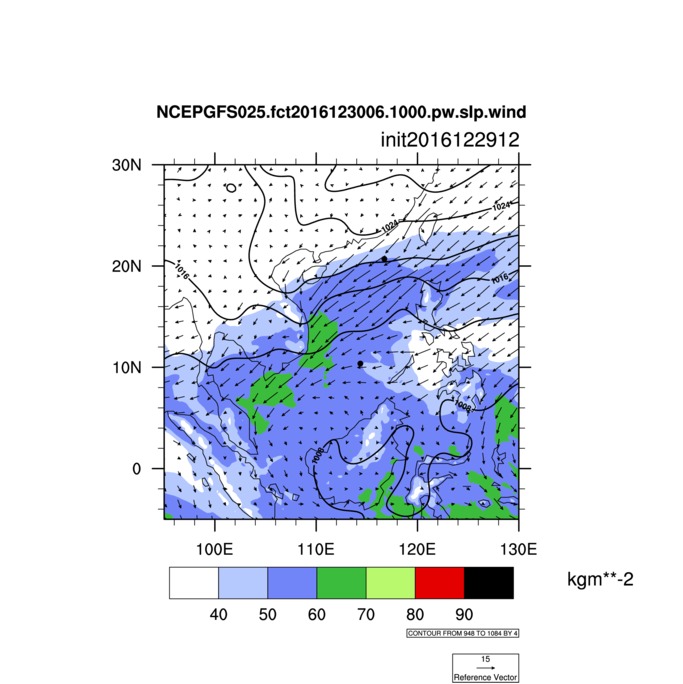 NCEPGFS025.fct2016123006.1000.pw.slp.wind
init2016122912
30N
1024
1024
20N
1016
1016
10N
1008
1008
0
100E 110E 120E 130E
kgm**-2
40 50 60 70 80 90
CONTOUR FROM 948 TO 1084 BY 4
15
Reference Vector